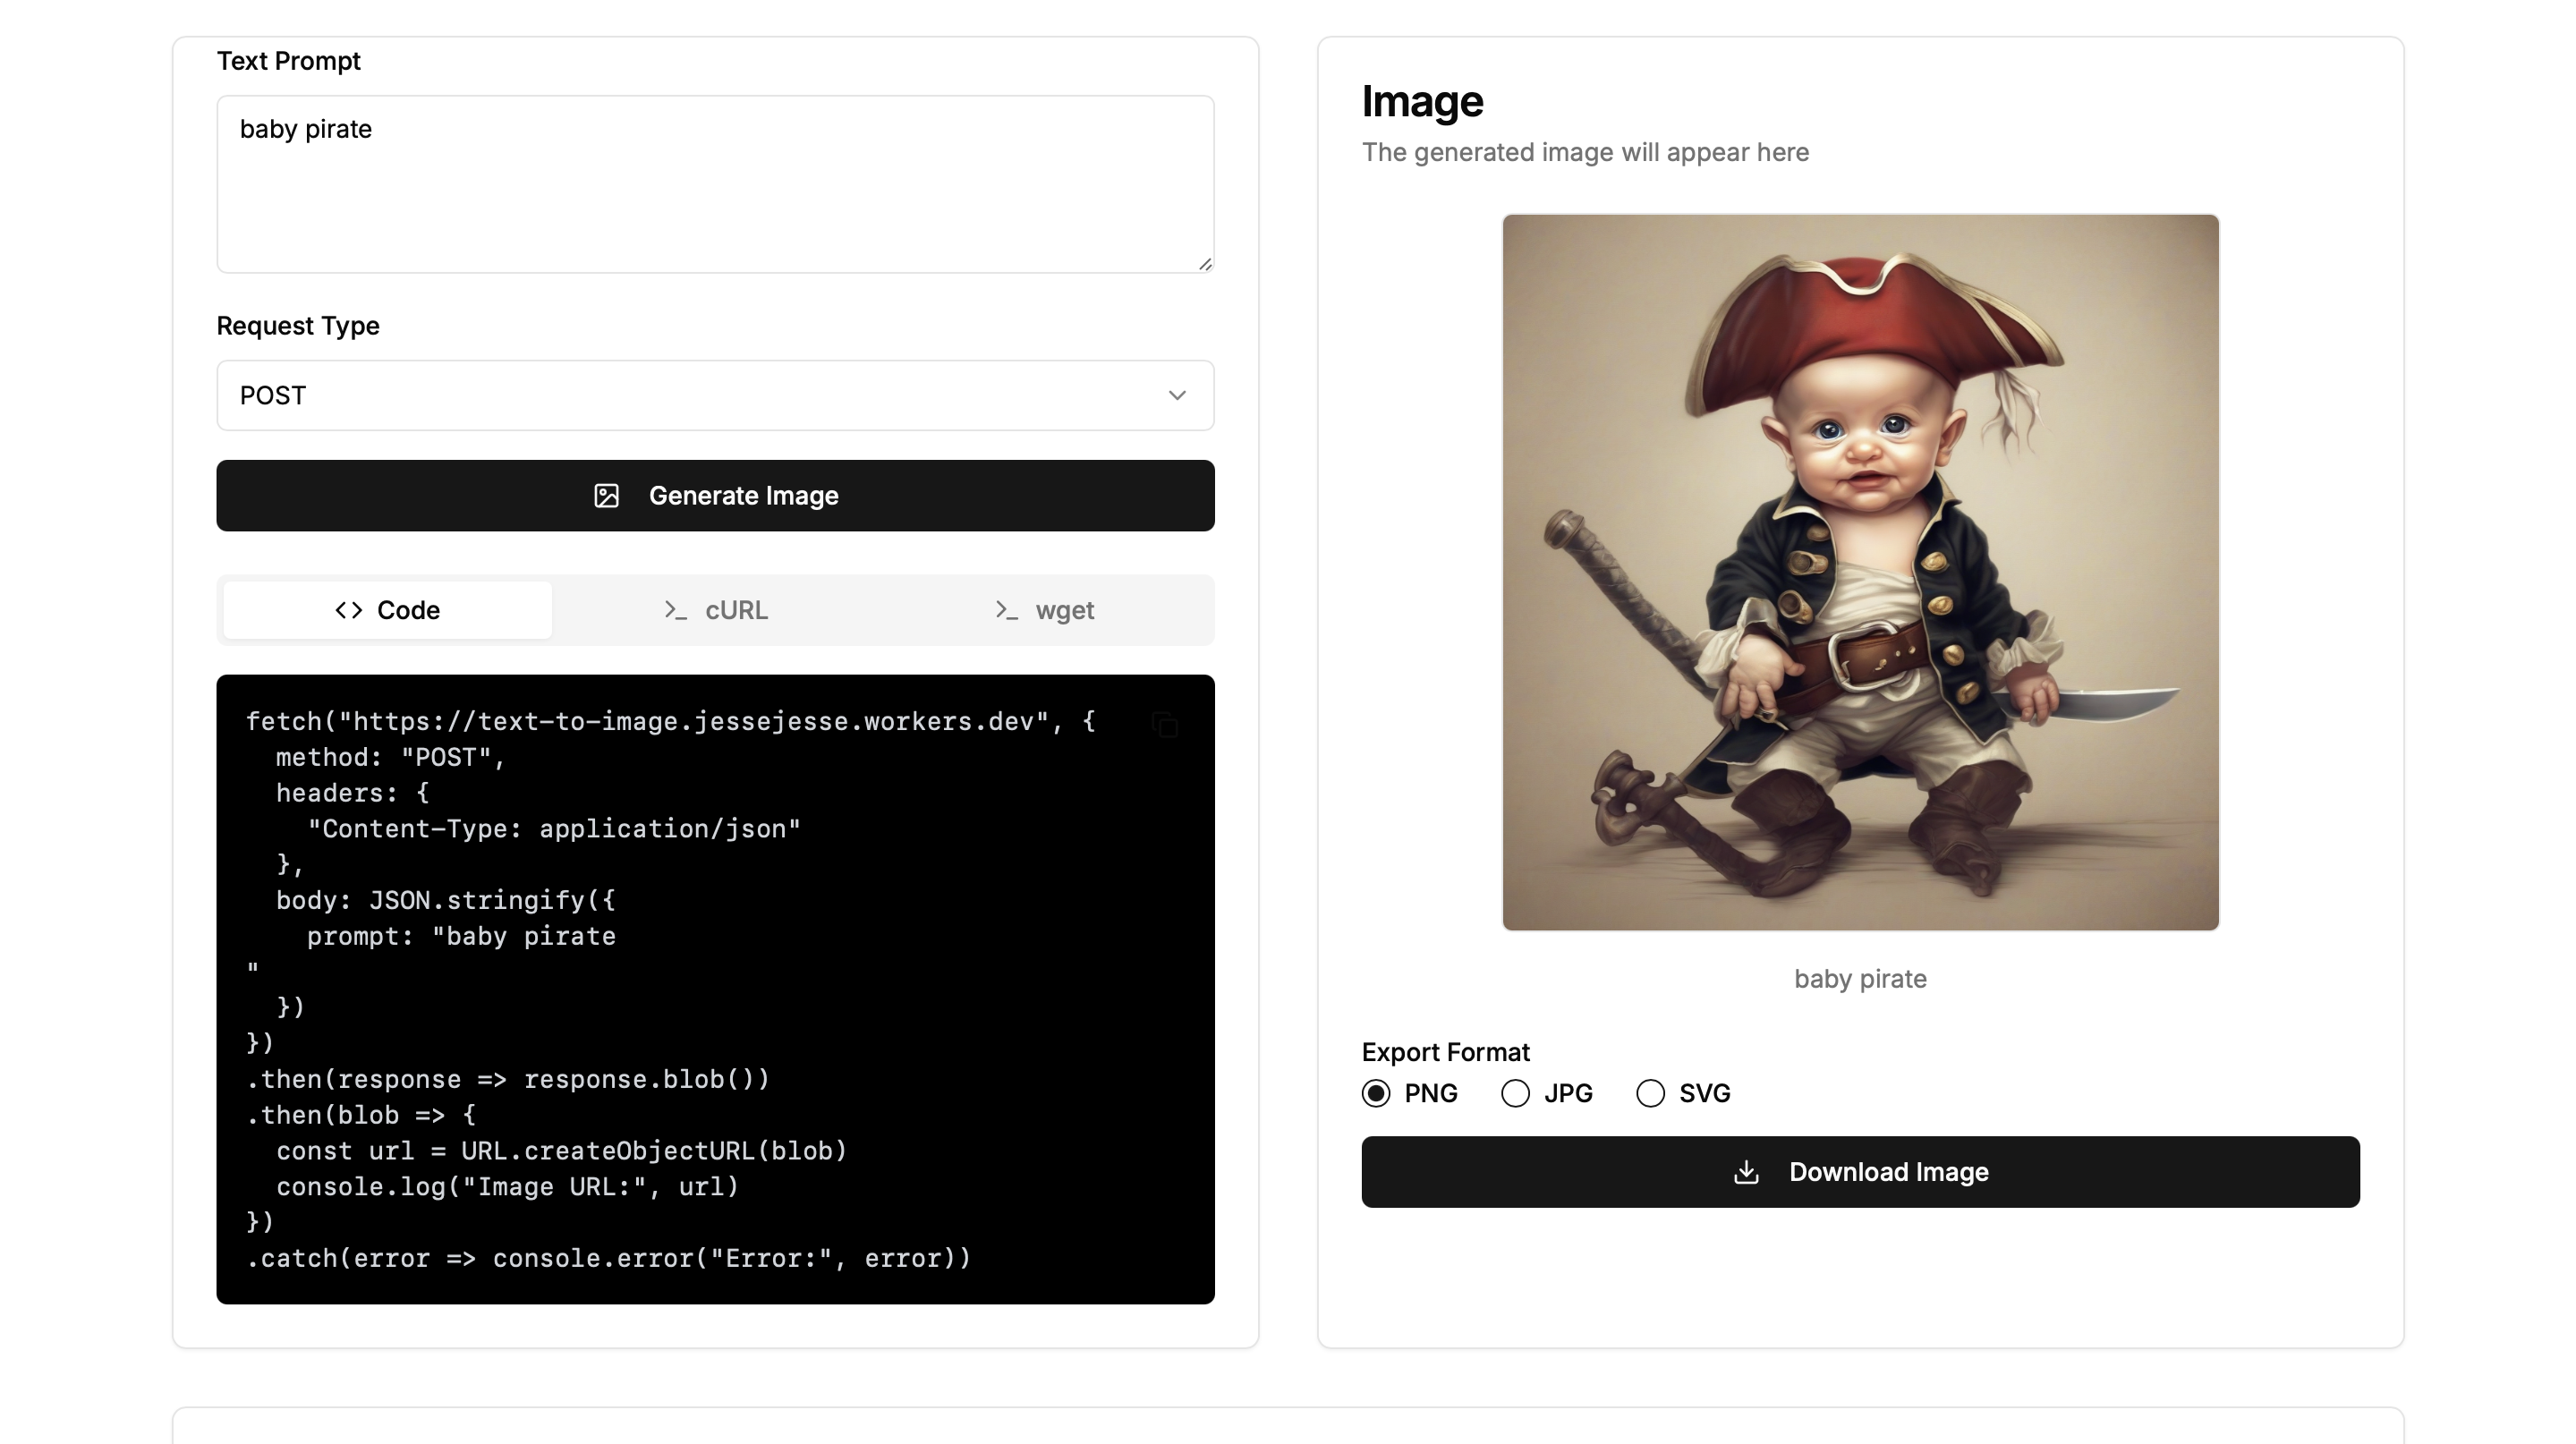 Text Prompt
baby pirate
Request Type
POST
Generate Image
Code
cURL
wget
fetch("https://text-to-image.jessejesse.workers.dev", {
  method: "POST",
  headers: {
    "Content-Type: application/json"
  },
  body: JSON.stringify({
    prompt: "baby pirate
"
  })
})
.then(response => response.blob())
.then(blob => {
  const url = URL.createObjectURL(blob)
  console.log("Image URL:", url)
})
.catch(error => console.error("Error:", error))
Image
The generated image will appear here
baby pirate
Export Format
PNG
JPG
SVG
Download Image